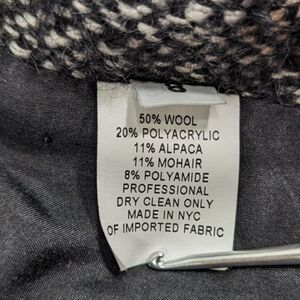 8
50% WOOL
20% POLYACRYLIC
11% ALPACA
11% MOHAIR
8% POLYAMIDE
PROFESSIONAL
DRY CLEAN ONLY
MADE IN NYC
OF IMPORTED FABRIC